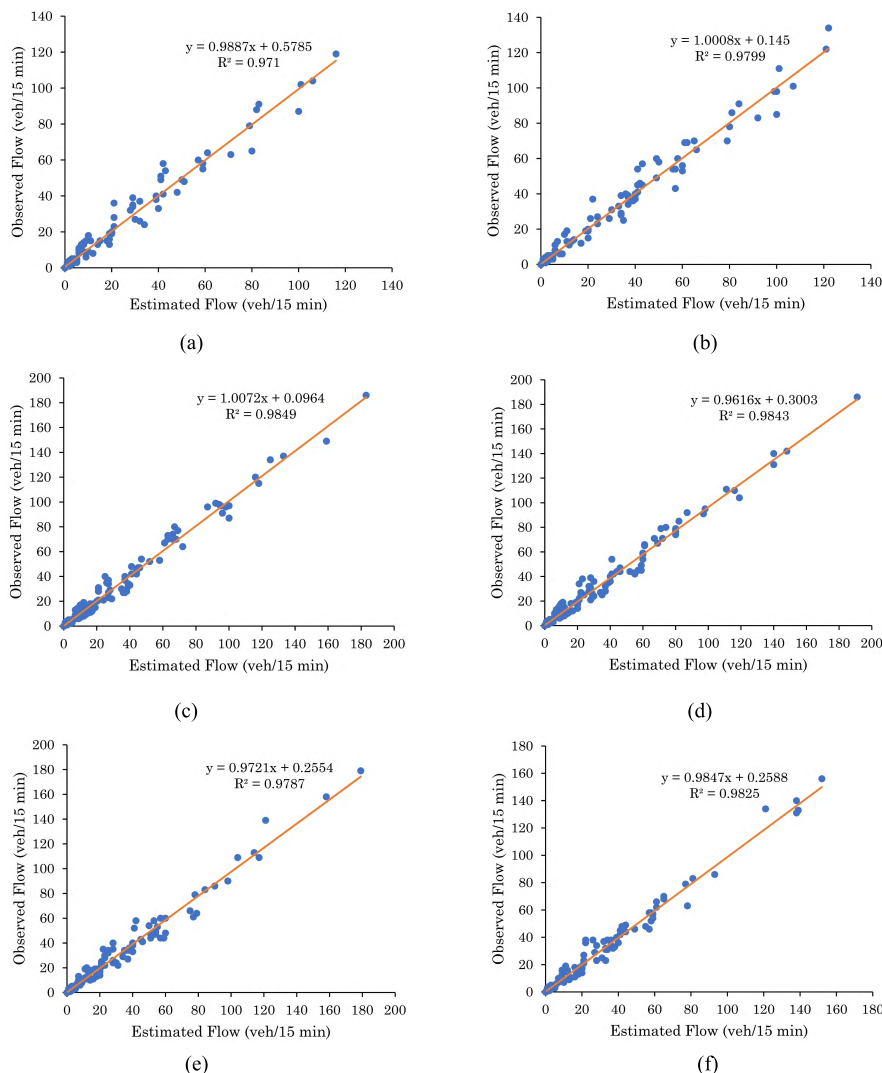 Observed Flow (veh/15 min)
140
120
100
80
60
40
20
0
y = 0.9887x + 0.5785
R² = 0.971
0 20 40 60 80 100 120 140
Estimated Flow (veh/15 min)
(a)
Observed Flow (veh/15 min)
140
120
100
80
60
40
20
0
y = 1.0008x + 0.145
R² = 0.9799
0 20 40 60 80 100 120 140
Estimated Flow (veh/15 min)
(b)
Observed Flow (veh/15 min)
200
180
160
140
120
100
80
60
40
20
0
y = 1.0072x + 0.0964
R² = 0.9849
0 20 40 60 80 100 120 140 160 180 200
Estimated Flow (veh/15 min)
(c)
Observed Flow (veh/15 min)
200
180
160
140
120
100
80
60
40
20
0
y = 0.9616x + 0.3003
R² = 0.9843
0 20 40 60 80 100 120 140 160 180 200
Estimated Flow (veh/15 min)
(d)
Observed Flow (veh/15 min)
200
180
160
140
120
100
80
60
40
20
0
y = 0.9721x + 0.2554
R² = 0.9787
0 20 40 60 80 100 120 140 160 180 200
Estimated Flow (veh/15 min)
(e)
Observed Flow (veh/15 min)
180
160
140
120
100
80
60
40
20
0
y = 0.9847x + 0.2588
R² = 0.9825
0 20 40 60 80 100 120 140 160 180
Estimated Flow (veh/15 min)
(f)